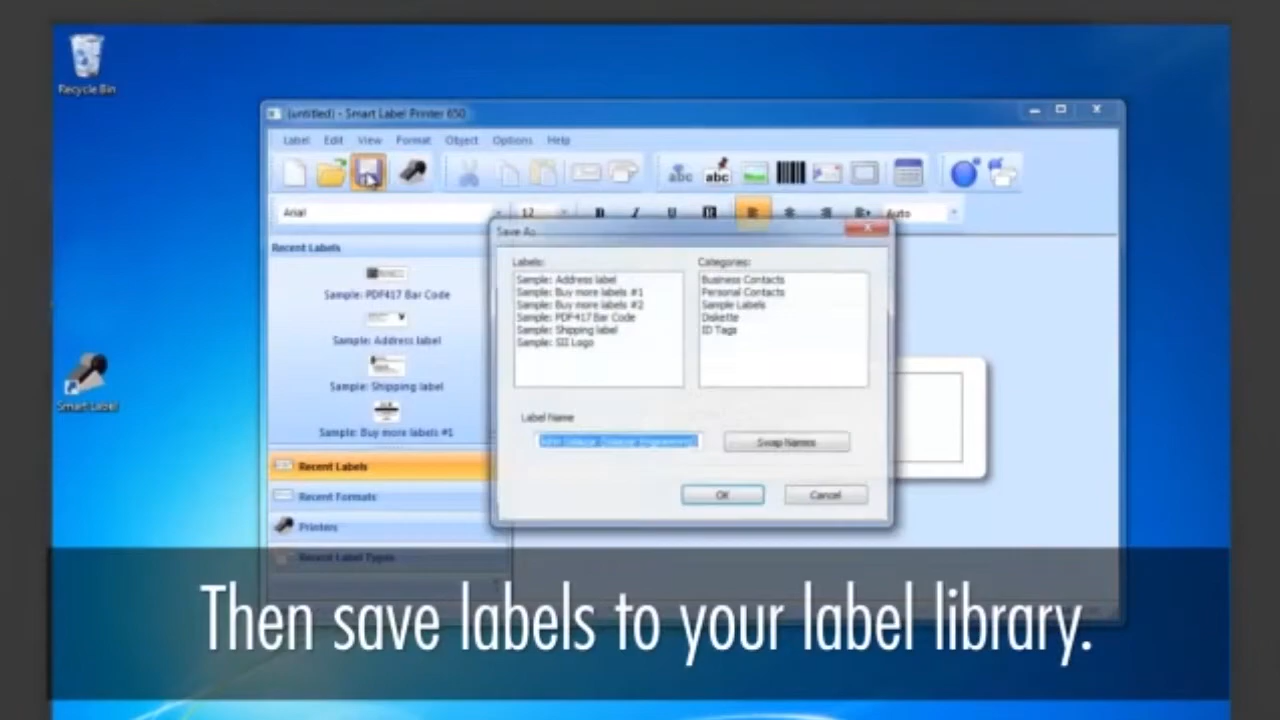 Recycle Bin
(untitled) - Smart Label Printer 650
Label Edit View Format Object Options Help
abc abc
Arial 12 B I U Auto
Save As
Recent Labels
Labels:
Categories:
Sample: PDF417 Bar Code
Sample: Address label
Sample: Shipping label
Sample: Buy more labels #1
Sample: Address label
Sample: Buy more labels #1
Sample: Buy more labels #2
Sample: PDF417 Bar Code
Sample: Shipping label
Sample: SII Logo
Business Contacts
Personal Contacts
Sample Labels
Diskette
ID Tags
Smart Label
Label Name
Swap Names
OK Cancel
Recent Labels
Recent Formats
Printers
Recent Label Types
Then save labels to your label library.